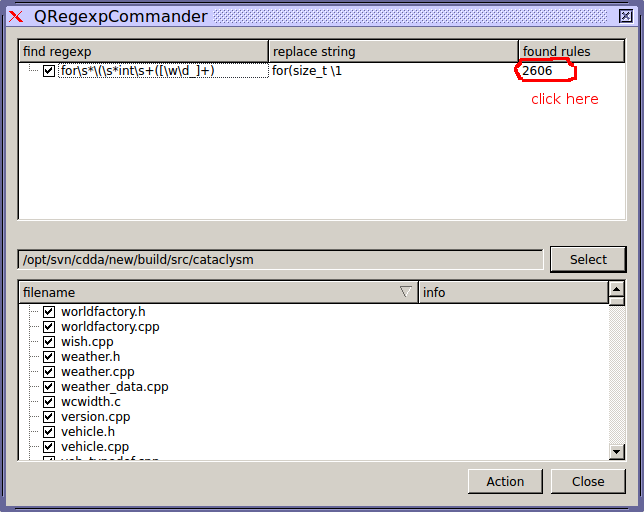 QRegexpCommander
find regexp replace string found rules
for\s*\(\s*int\s+([\w\d_]+) for(size_t \1 2606
click here
/opt/svn/cdda/new/build/src/cataclysm Select
filename info
worldfactory.h
worldfactory.cpp
wish.cpp
weather.h
weather.cpp
weather_data.cpp
wcwidth.c
version.cpp
vehicle.h
vehicle.cpp
veh_typedef.cpp
Action Close